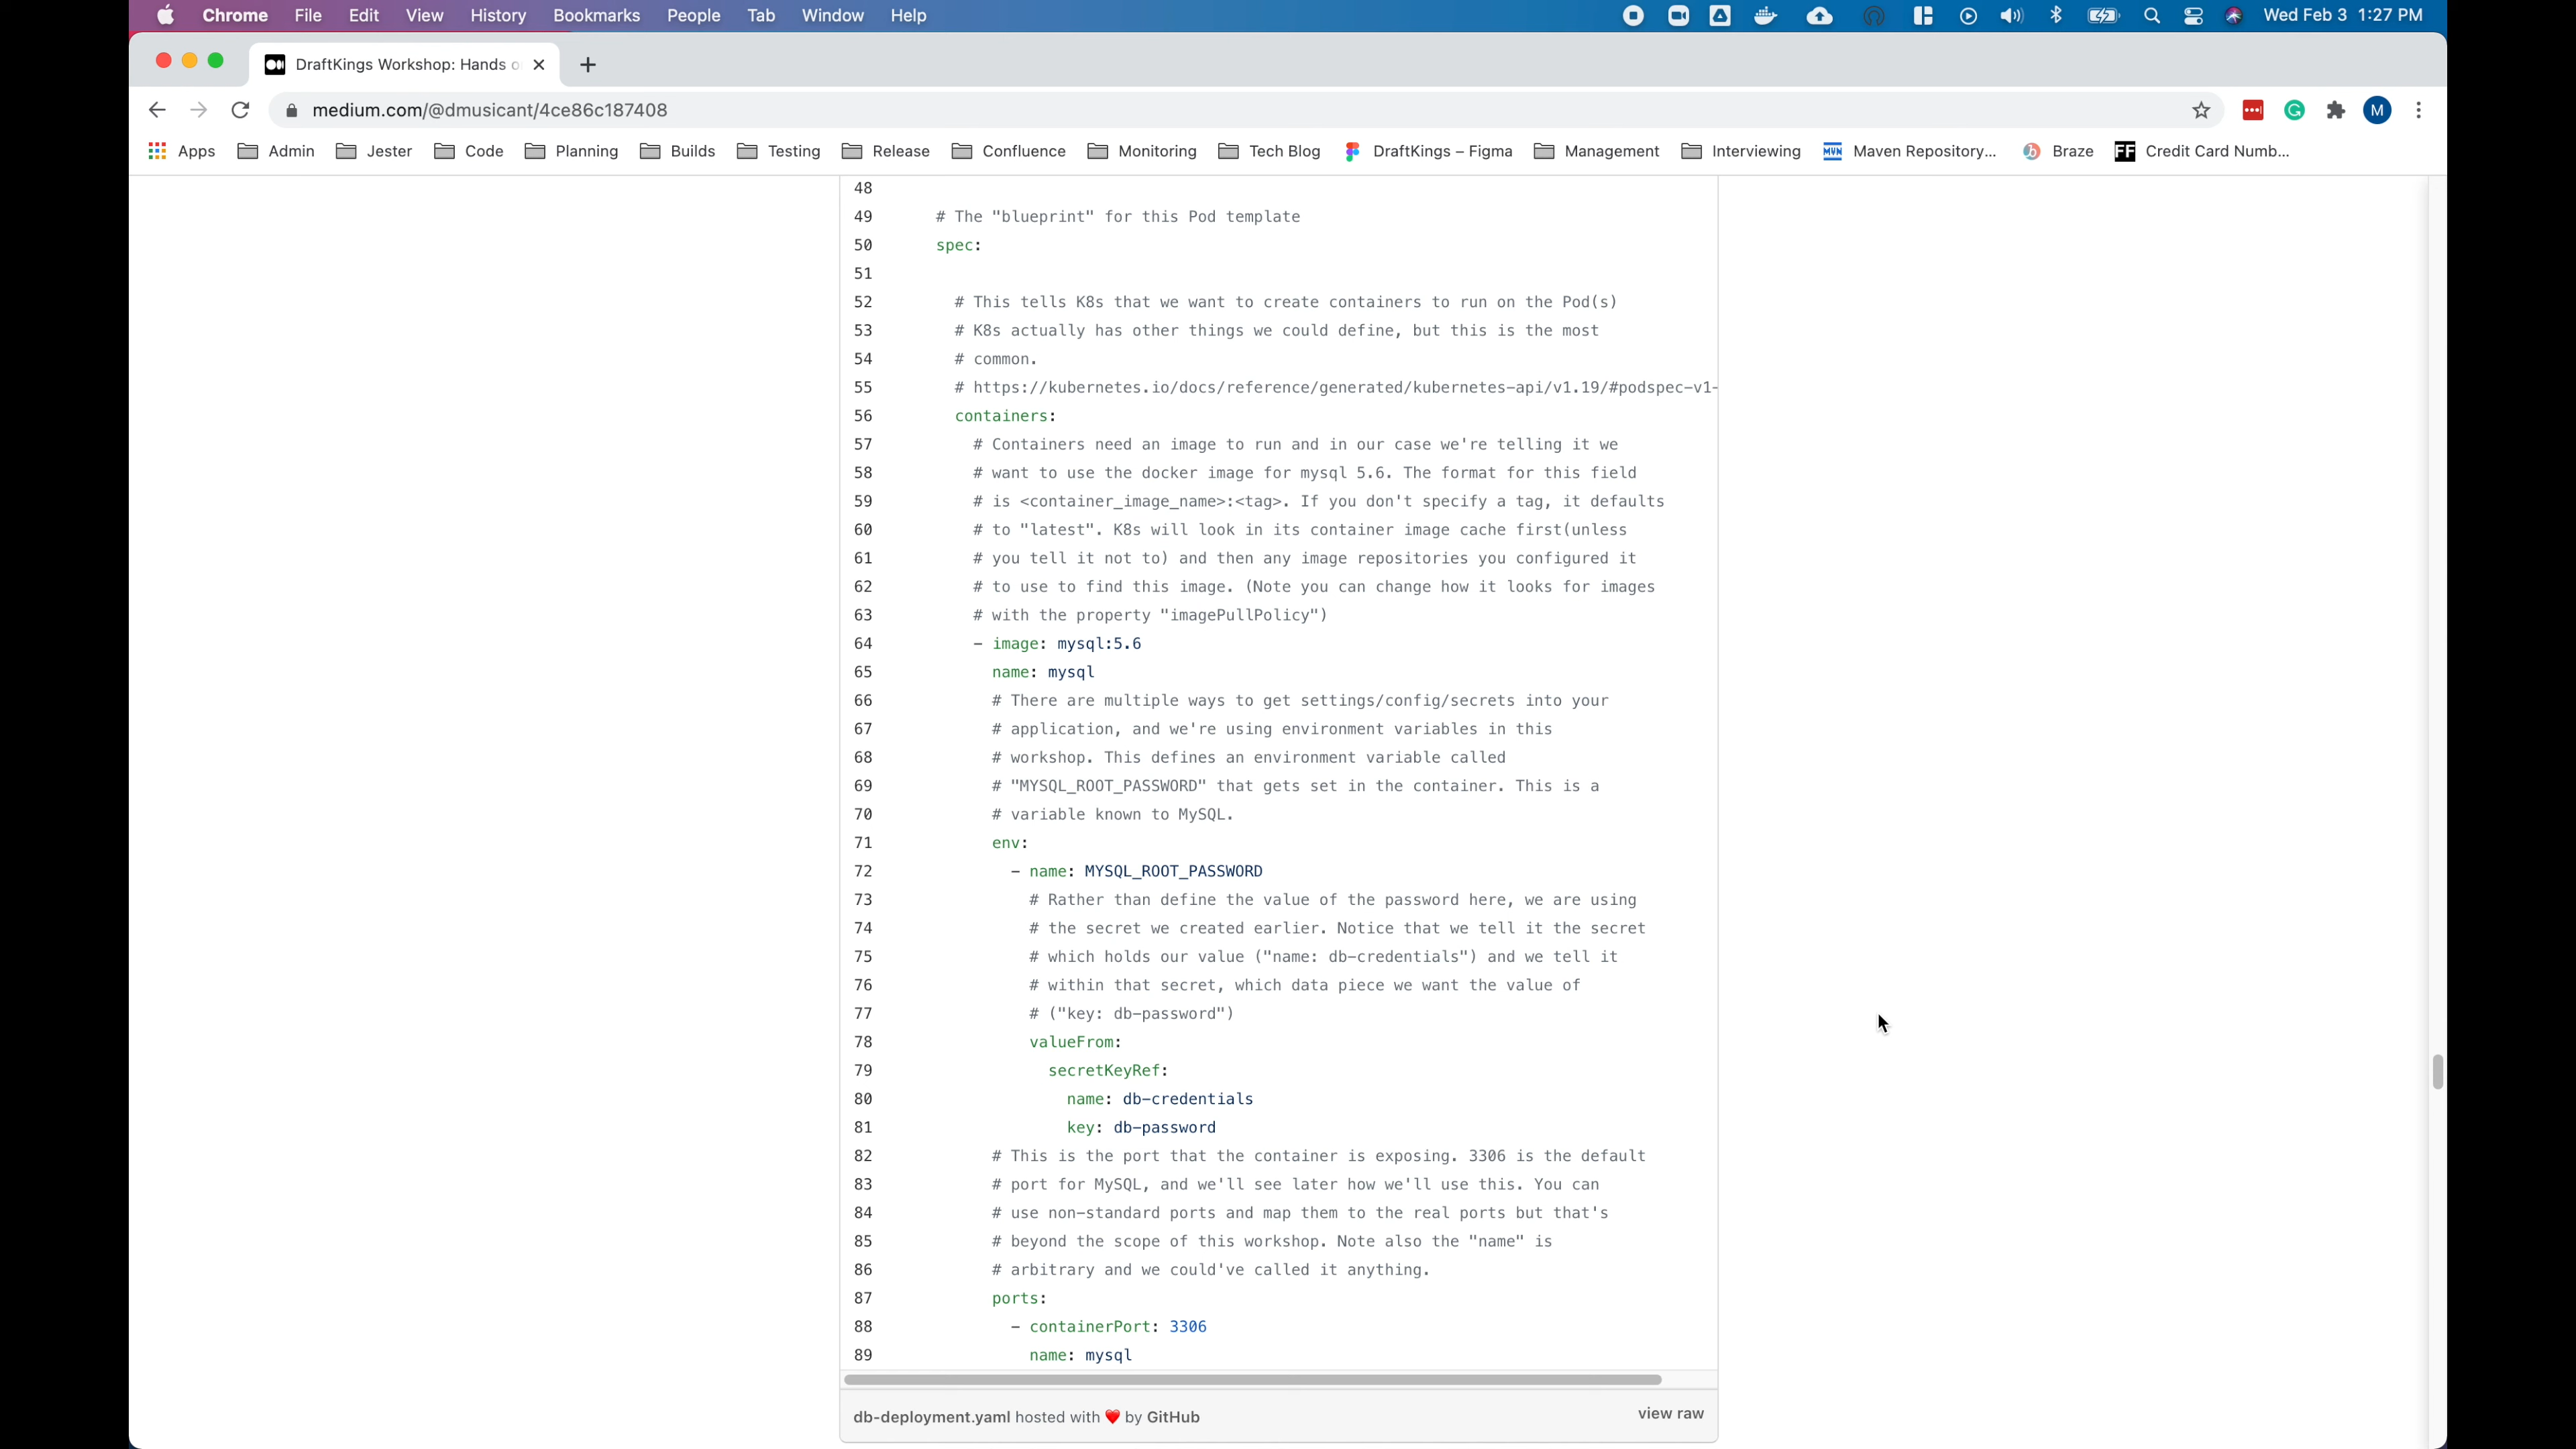 Chrome File Edit View History Bookmarks People Tab Window Help Wed Feb 3 1:27 PM
DraftKings Workshop: Hands o
medium.com/@dmusicant/4ce86c187408 M
Apps Admin Jester Code Planning Builds Testing Release Confluence Monitoring Tech Blog DraftKings – Figma Management Interviewing MVN Maven Repository... b Braze FF Credit Card Numb...
48
49 # The "blueprint" for this Pod template
50 spec:
51
52 # This tells K8s that we want to create containers to run on the Pod(s)
53 # K8s actually has other things we could define, but this is the most
54 # common.
55 # https://kubernetes.io/docs/reference/generated/kubernetes-api/v1.19/#podspec-v1-
56 containers:
57 # Containers need an image to run and in our case we're telling it we
58 # want to use the docker image for mysql 5.6. The format for this field
59 # is <container_image_name>:<tag>. If you don't specify a tag, it defaults
60 # to "latest". K8s will look in its container image cache first(unless
61 # you tell it not to) and then any image repositories you configured it
62 # to use to find this image. (Note you can change how it looks for images
63 # with the property "imagePullPolicy")
64 - image: mysql:5.6
65 name: mysql
66 # There are multiple ways to get settings/config/secrets into your
67 # application, and we're using environment variables in this
68 # workshop. This defines an environment variable called
69 # "MYSQL_ROOT_PASSWORD" that gets set in the container. This is a
70 # variable known to MySQL.
71 env:
72 - name: MYSQL_ROOT_PASSWORD
73 # Rather than define the value of the password here, we are using
74 # the secret we created earlier. Notice that we tell it the secret
75 # which holds our value ("name: db-credentials") and we tell it
76 # within that secret, which data piece we want the value of
77 # ("key: db-password")
78 valueFrom:
79 secretKeyRef:
80 name: db-credentials
81 key: db-password
82 # This is the port that the container is exposing. 3306 is the default
83 # port for MySQL, and we'll see later how we'll use this. You can
84 # use non-standard ports and map them to the real ports but that's
85 # beyond the scope of this workshop. Note also the "name" is
86 # arbitrary and we could've called it anything.
87 ports:
88 - containerPort: 3306
89 name: mysql
db-deployment.yaml hosted with ❤ by GitHub view raw